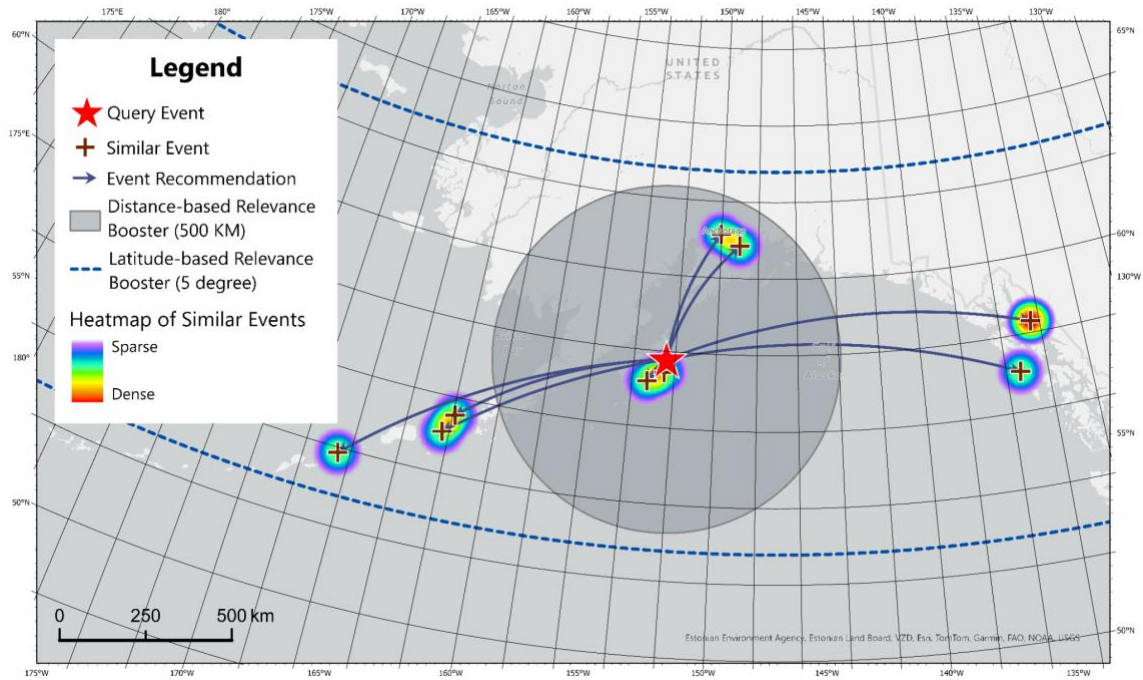 175°E 180° 175°W 170°W 165°W 160°W 155°W 150°W 145°W 140°W 135°W 130°W
60°N
65°N
Legend
UNITED
STATES
Norton
Sound
Query Event
175°E
Similar Event
Event Recommendation
Distance-based Relevance
Booster (500 KM)
60°N
Latitude-based Relevance
Booster (5 degree)
55°N
130°W
Heatmap of Similar Events
Sparse
180°
Dense
55°N
50°N
0 250 500 km
Estonian Environment Agency, Estonian Land Board, VZD, Esri, TomTom, Garmin, FAO, NOAA, USGS
50°N
175°W 170°W 165°W 160°W 155°W 150°W 145°W 140°W 135°W